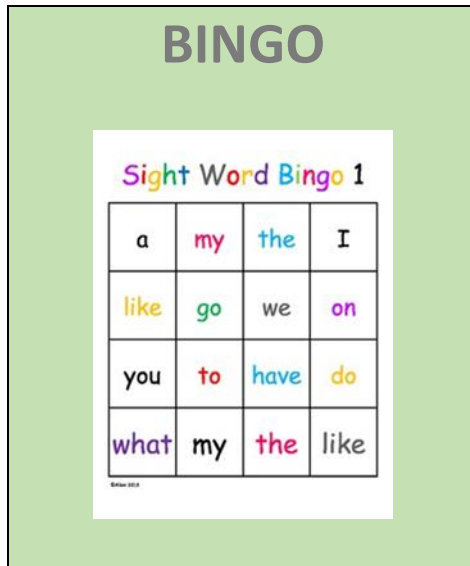 BINGO
Sight Word Bingo 1
a my the I
like go we on
you to have do
what my the like